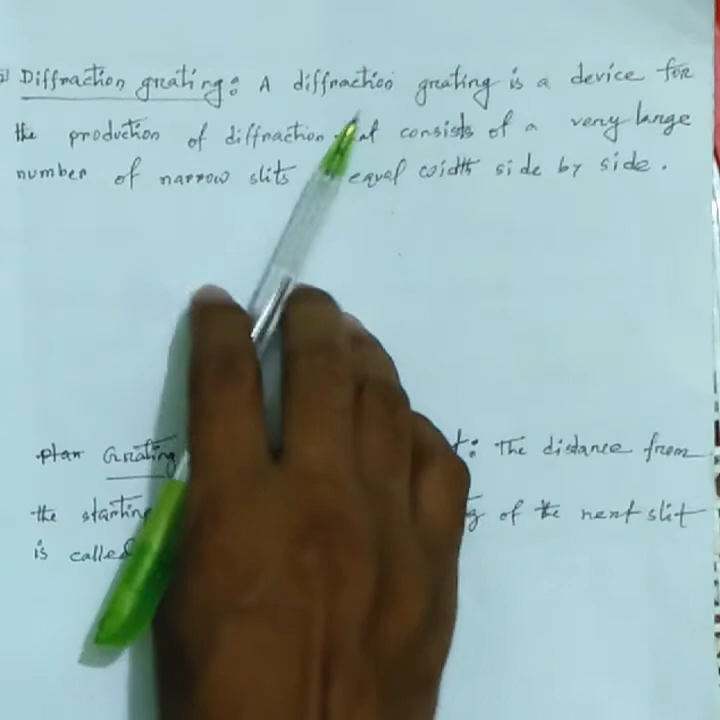 Diffraction grating: A diffraction grating is a device for
the production of diffraction consists of a very large
number of narrow slits equal width side by side.
plan Grating : The distance from
the starting of the next slit
is called